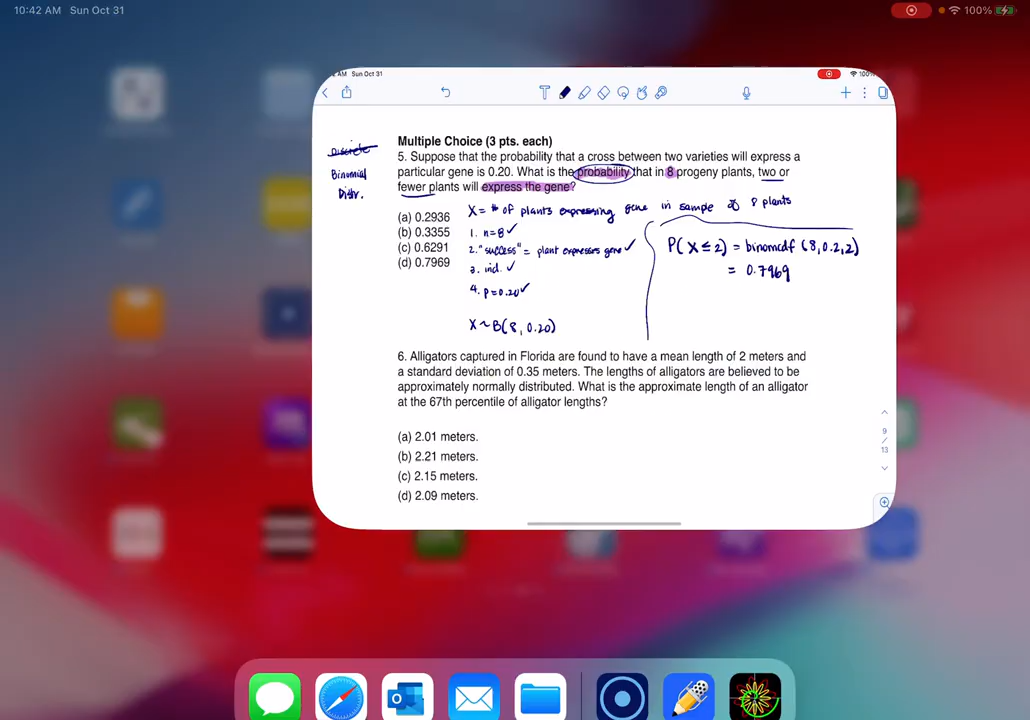 10:42 AM Sun Oct 31
100%
AM Sun Oct 31
100%
Multiple Choice (3 pts. each)
Discrete
Binomial
Distr.
5. Suppose that the probability that a cross between two varieties will express a
particular gene is 0.20. What is the probability that in 8 progeny plants, two or
fewer plants will express the gene?
(a) 0.2936
(b) 0.3355
(c) 0.6291
(d) 0.7969
X = # of plants expressing gene in sample of 8 plants
1. n=8 ✓
2. "success" = plant expresses gene ✓
3. ind. ✓
4. p=0.20 ✓
X~B(8, 0.20)
P(X ≤ 2) = binomcdf (8, 0.2, 2)
= 0.7969
6. Alligators captured in Florida are found to have a mean length of 2 meters and
a standard deviation of 0.35 meters. The lengths of alligators are believed to be
approximately normally distributed. What is the approximate length of an alligator
at the 67th percentile of alligator lengths?
(a) 2.01 meters.
(b) 2.21 meters.
(c) 2.15 meters.
(d) 2.09 meters.
9
/
13